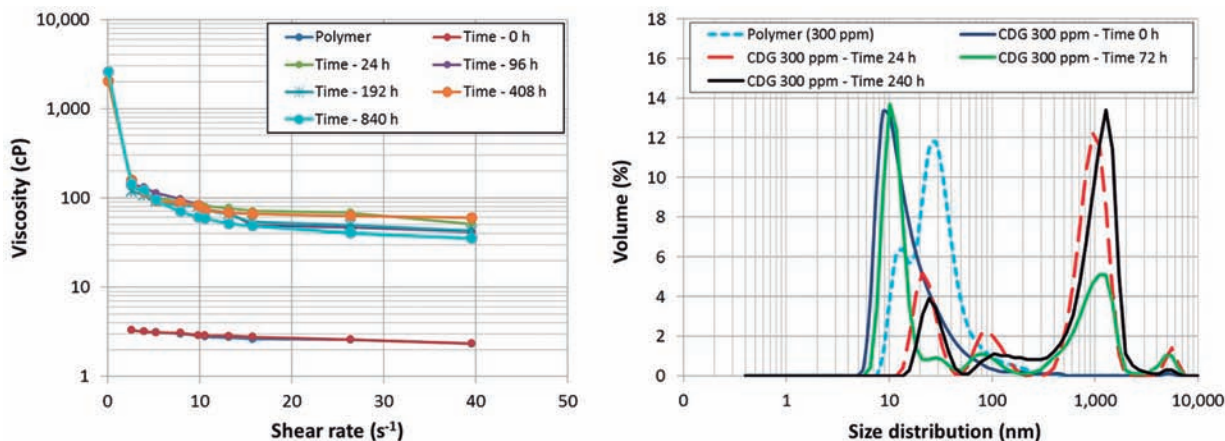 10,000
1,000
100
10
1
Viscosity (cP)
Polymer
Time - 0 h
Time - 24 h
Time - 96 h
Time - 192 h
Time - 408 h
Time - 840 h
0
10
20
30
40
50
Shear rate (s⁻¹)
18
16
14
12
10
8
6
4
2
0
Volume (%)
Polymer (300 ppm)
CDG 300 ppm - Time 0 h
CDG 300 ppm - Time 24 h
CDG 300 ppm - Time 72 h
CDG 300 ppm - Time 240 h
0
1
10
100
1,000
10,000
Size distribution (nm)